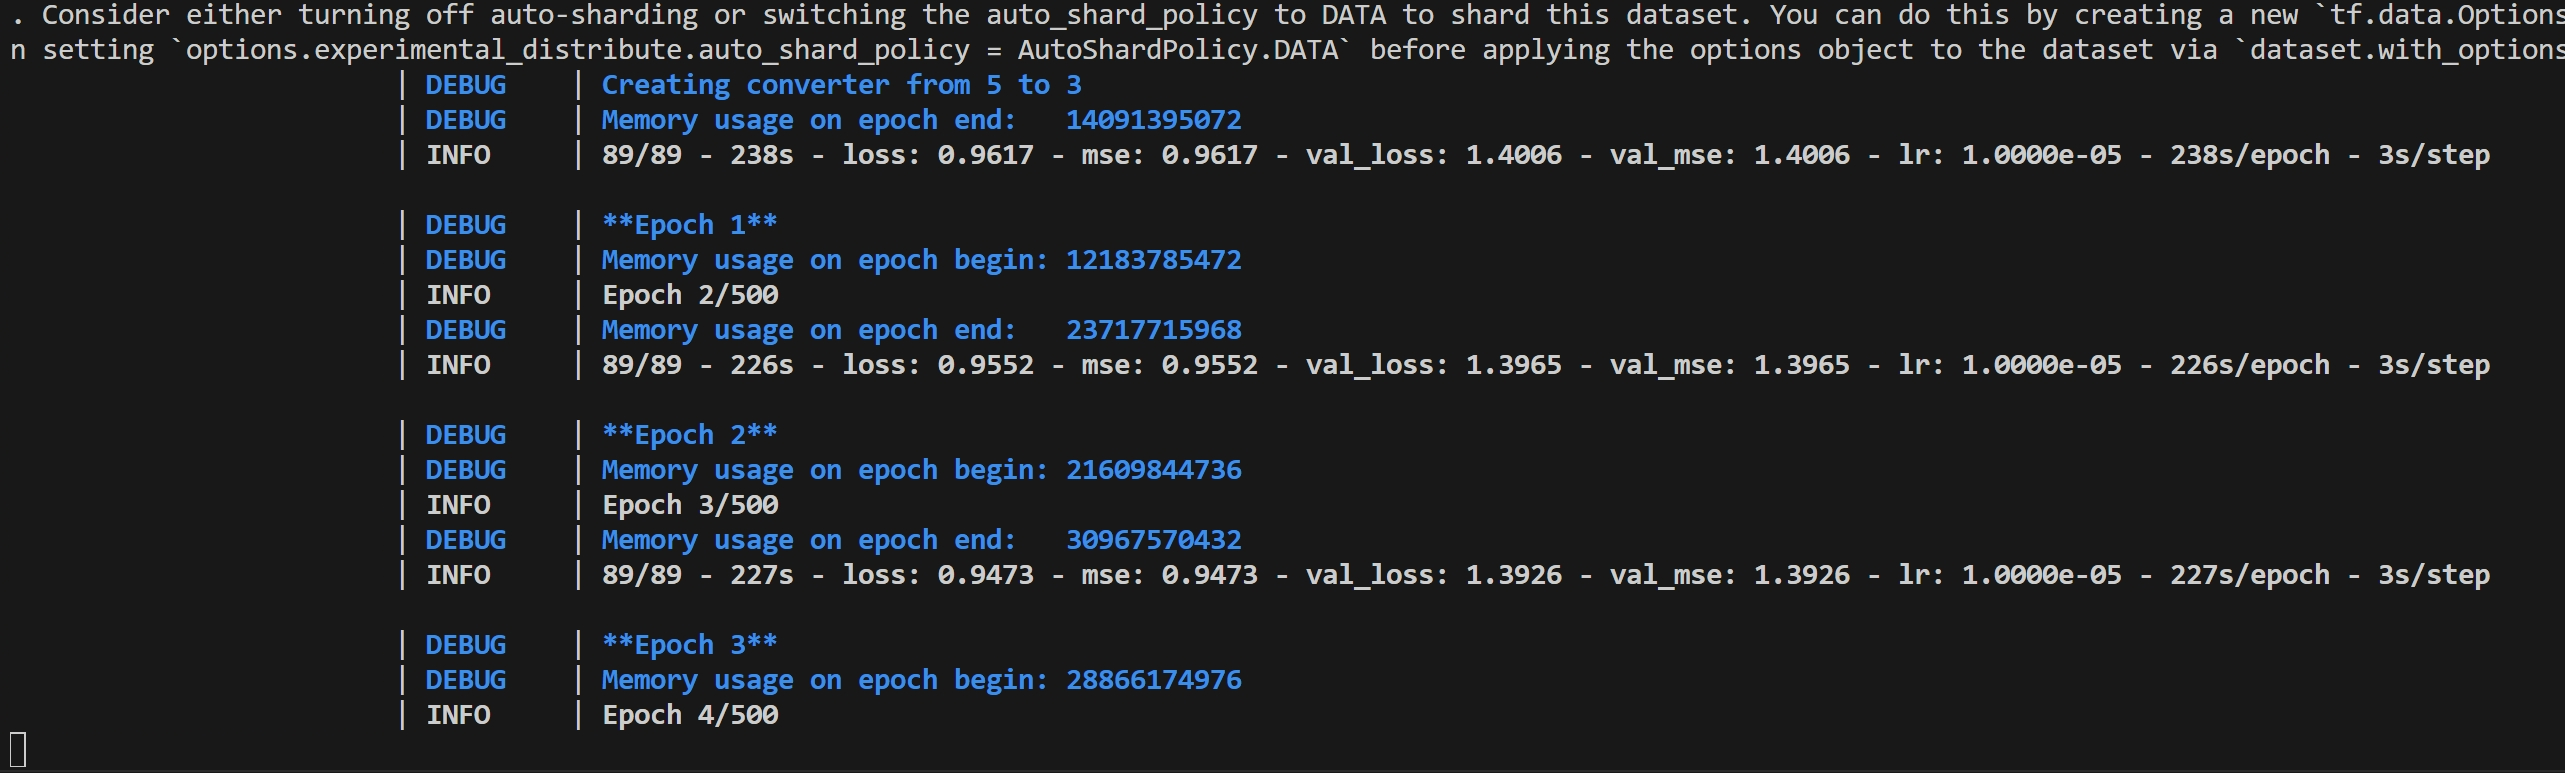 . Consider either turning off auto-sharding or switching the auto_shard_policy to DATA to shard this dataset. You can do this by creating a new `tf.data.Options
n setting `options.experimental_distribute.auto_shard_policy = AutoShardPolicy.DATA` before applying the options object to the dataset via `dataset.with_options
| DEBUG | Creating converter from 5 to 3
| DEBUG | Memory usage on epoch end: 14091395072
| INFO | 89/89 - 238s - loss: 0.9617 - mse: 0.9617 - val_loss: 1.4006 - val_mse: 1.4006 - lr: 1.0000e-05 - 238s/epoch - 3s/step
| DEBUG | **Epoch 1**
| DEBUG | Memory usage on epoch begin: 12183785472
| INFO | Epoch 2/500
| DEBUG | Memory usage on epoch end: 23717715968
| INFO | 89/89 - 226s - loss: 0.9552 - mse: 0.9552 - val_loss: 1.3965 - val_mse: 1.3965 - lr: 1.0000e-05 - 226s/epoch - 3s/step
| DEBUG | **Epoch 2**
| DEBUG | Memory usage on epoch begin: 21609844736
| INFO | Epoch 3/500
| DEBUG | Memory usage on epoch end: 30967570432
| INFO | 89/89 - 227s - loss: 0.9473 - mse: 0.9473 - val_loss: 1.3926 - val_mse: 1.3926 - lr: 1.0000e-05 - 227s/epoch - 3s/step
| DEBUG | **Epoch 3**
| DEBUG | Memory usage on epoch begin: 28866174976
| INFO | Epoch 4/500